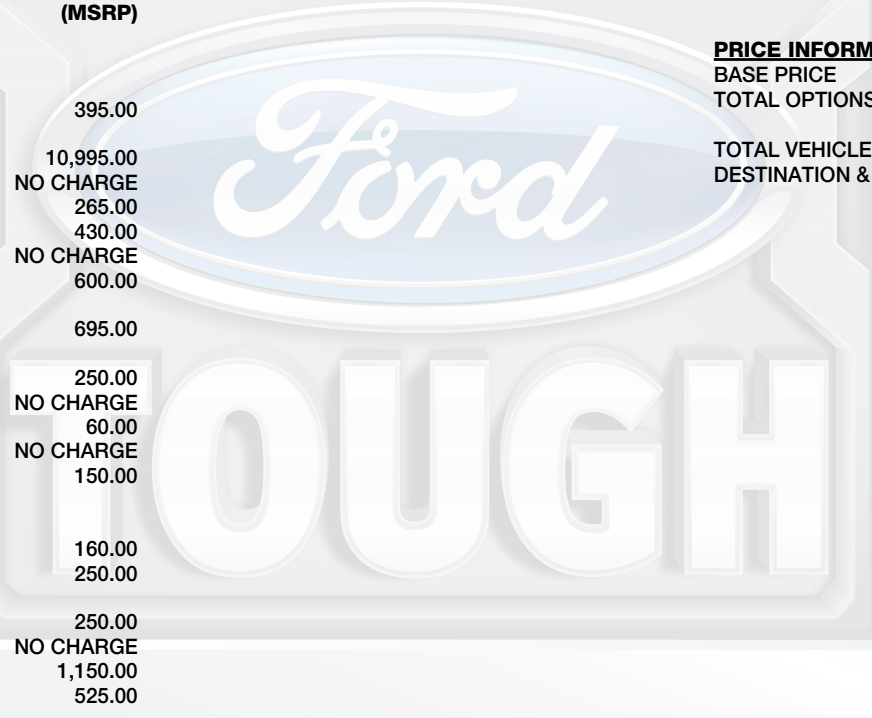 (MSRP)
395.00
10,995.00
NO CHARGE
265.00
430.00
NO CHARGE
600.00
695.00
250.00
NO CHARGE
60.00
NO CHARGE
150.00
160.00
250.00
250.00
NO CHARGE
1,150.00
525.00
PRICE INFORM
BASE PRICE
TOTAL OPTIONS
TOTAL VEHICLE
DESTINATION &
Ford
TOUGH